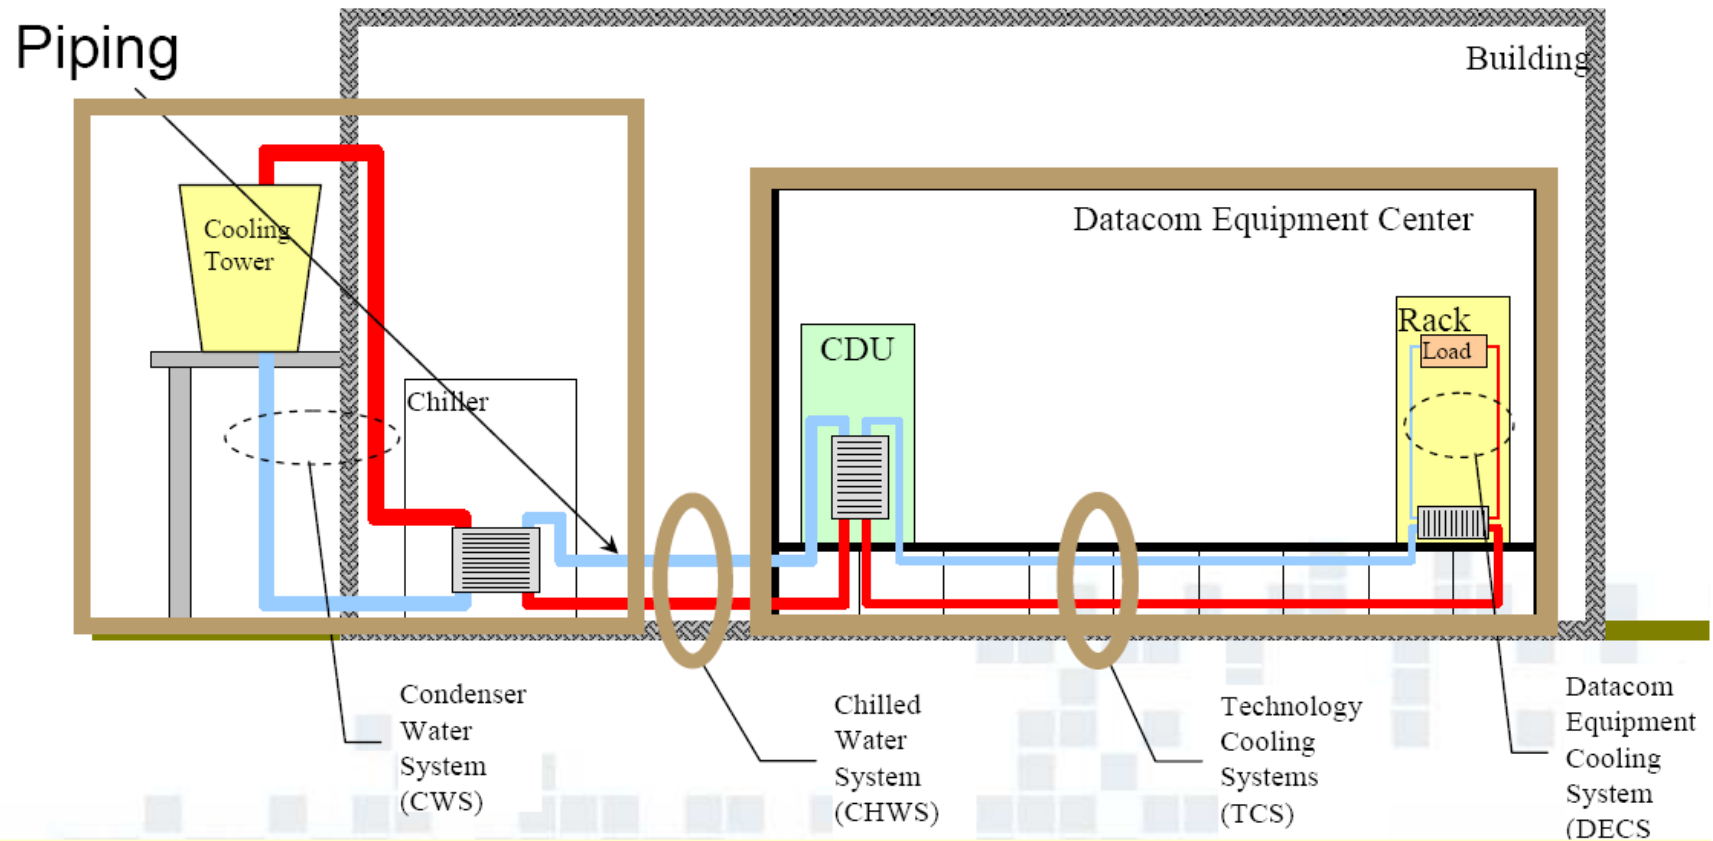 Piping
Building
Datacom Equipment Center
Cooling
Tower
Rack
Load
CDU
Chiller
Condenser
Water
System
(CWS)
Chilled
Water
System
(CHWS)
Technology
Cooling
Systems
(TCS)
Datacom
Equipment
Cooling
System
(DECS